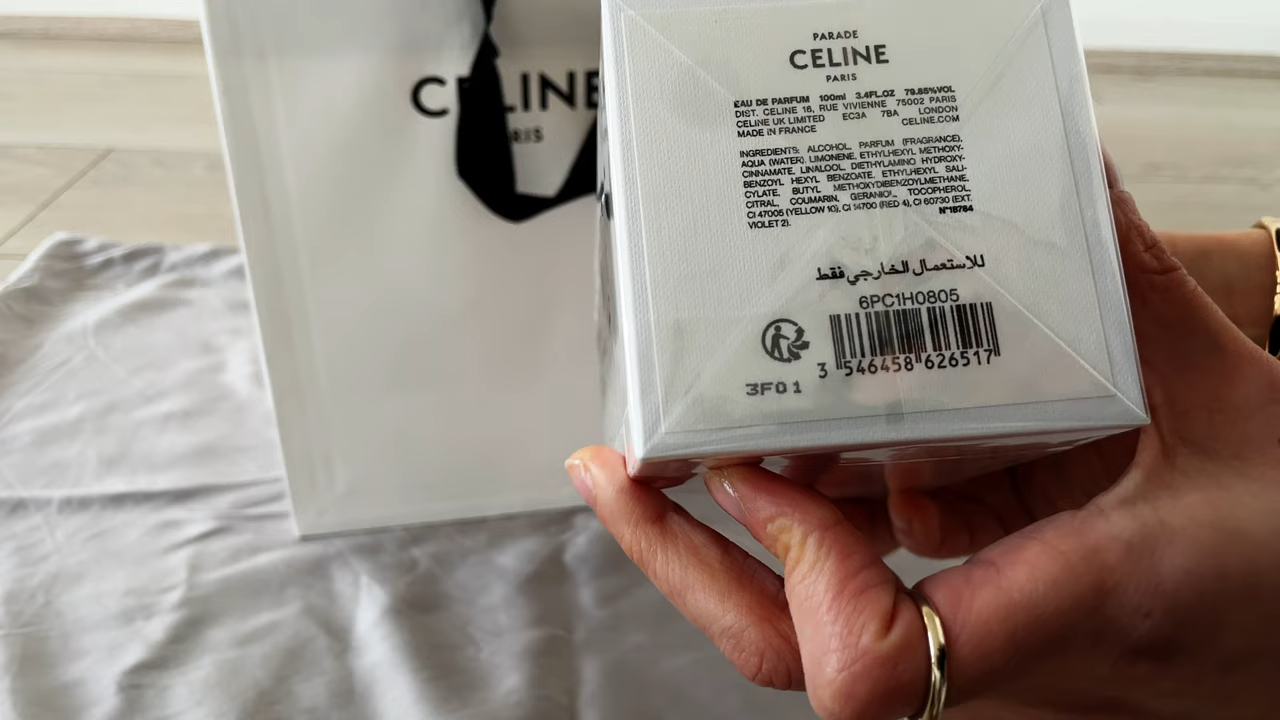 CELINE
PARIS
PARADE
CELINE
PARIS
EAU DE PARFUM 100ml 3.4FL.OZ 79.85%VOL
DIST. CELINE 16, RUE VIVIENNE 75002 PARIS
CELINE UK LIMITED EC3A 7BA LONDON
MADE IN FRANCE CELINE.COM
INGREDIENTS: ALCOHOL, PARFUM (FRAGRANCE),
AQUA (WATER), LIMONENE, ETHYLHEXYL METHOXY-
CINNAMATE, LINALOOL, DIETHYLAMINO HYDROXY-
BENZOYL HEXYL BENZOATE, ETHYLHEXYL SALI-
CYLATE, BUTYL METHOXYDIBENZOYLMETHANE,
CITRAL, COUMARIN, GERANIOL, TOCOPHEROL,
CI 47005 (YELLOW 10), CI 14700 (RED 4), CI 60730 (EXT.
VIOLET 2). N°18784
للاستعمال الخارجي فقط
6PC1H0805
3 546458 626517
3F01